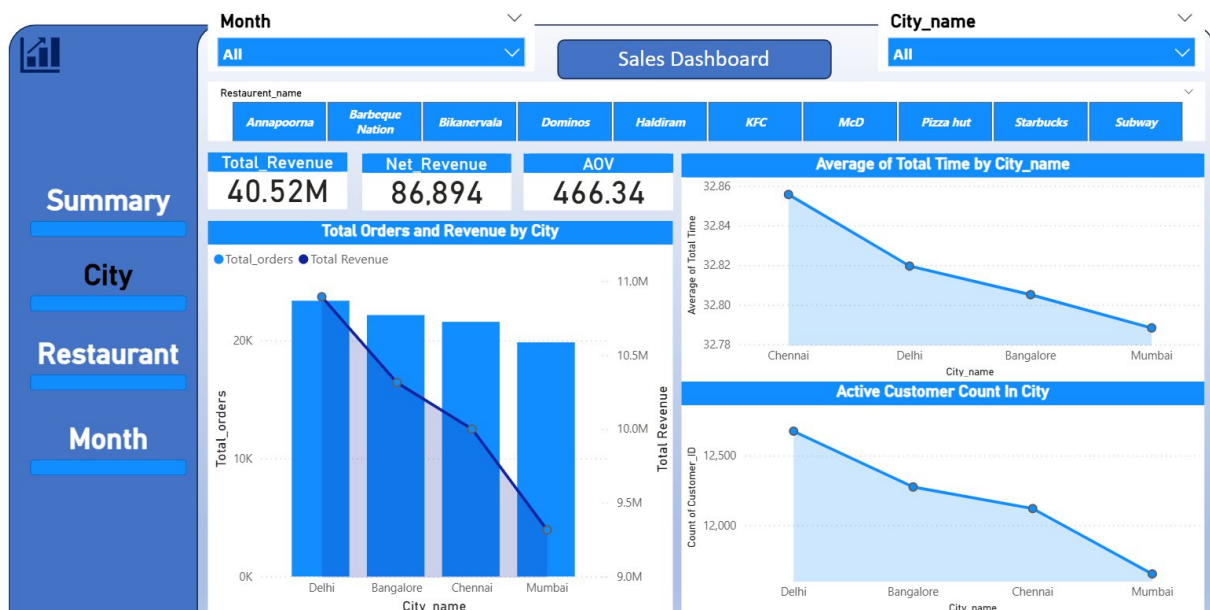 Month
All
Sales Dashboard
City_name
All
Restaurent_name
Annapoorna
Barbeque
Nation
Bikanervala
Dominos
Haldiram
KFC
McD
Pizza hut
Starbucks
Subway
Summary
City
Restaurant
Month
Total_Revenue
40.52M
Net_Revenue
86,894
AOV
466.34
Total Orders and Revenue by City
Total_orders Total Revenue
Total_orders
20K
10K
0K
11.0M
10.5M
10.0M
9.5M
9.0M
Total Revenue
Delhi Bangalore Chennai Mumbai
City_name
Average of Total Time by City_name
Average of Total Time
32.86
32.84
32.82
32.80
32.78
Chennai Delhi Bangalore Mumbai
City_name
Active Customer Count In City
Count of Customer_ID
12,500
12,000
Delhi Bangalore Chennai Mumbai
City_name